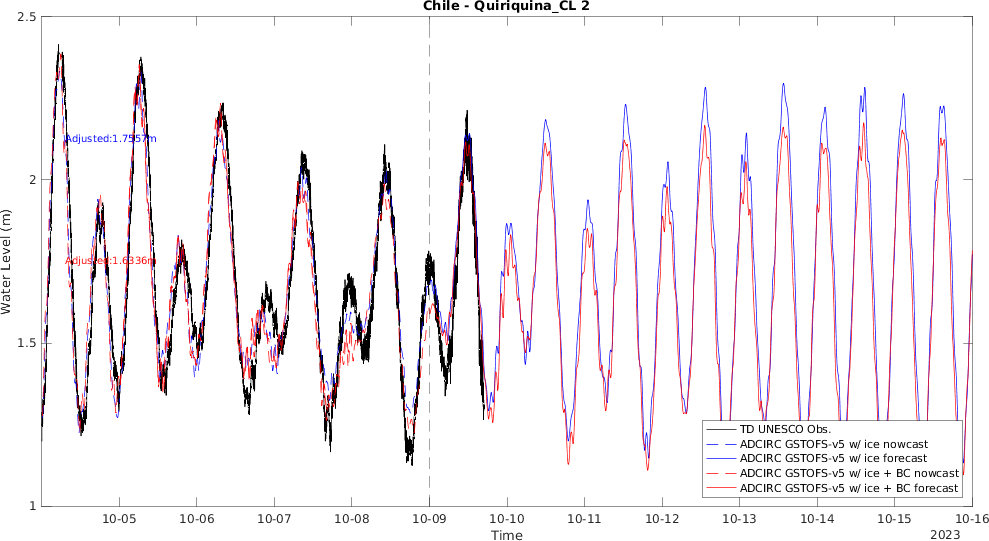 Chile - Quiriquina_CL 2
2.5
2
1.5
1
Water Level (m)
Adjusted:1.7557m
Adjusted:1.6336m
TD UNESCO Obs.
ADCIRC GSTOFS-v5 w/ ice nowcast
ADCIRC GSTOFS-v5 w/ ice forecast
ADCIRC GSTOFS-v5 w/ ice + BC nowcast
ADCIRC GSTOFS-v5 w/ ice + BC forecast
10-05 10-06 10-07 10-08 10-09 10-10 10-11 10-12 10-13 10-14 10-15 10-16
Time
2023